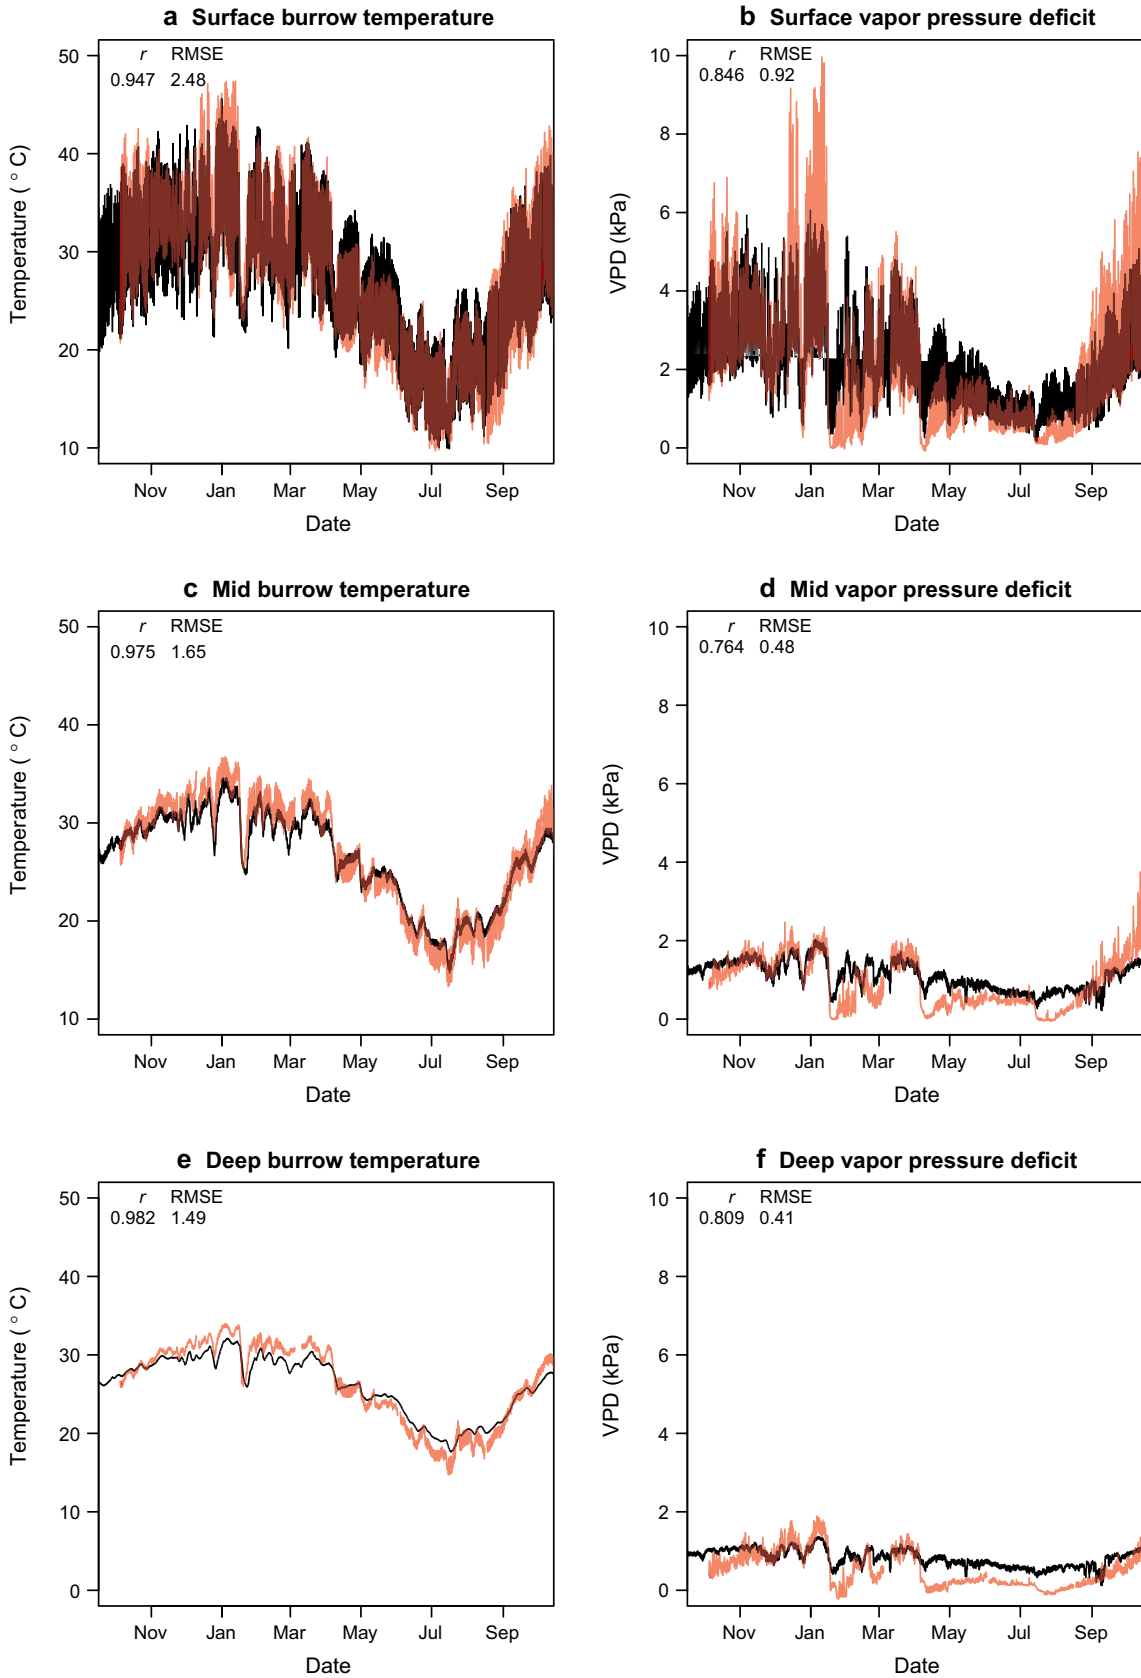 a Surface burrow temperature
r RMSE
0.947 2.48
50
40
30
20
10
Temperature ( ° C)
Nov Jan Mar May Jul Sep
Date
b Surface vapor pressure deficit
r RMSE
0.846 0.92
10
8
6
4
2
0
VPD (kPa)
Nov Jan Mar May Jul Sep
Date
c Mid burrow temperature
r RMSE
0.975 1.65
50
40
30
20
10
Temperature ( ° C)
Nov Jan Mar May Jul Sep
Date
d Mid vapor pressure deficit
r RMSE
0.764 0.48
10
8
6
4
2
0
VPD (kPa)
Nov Jan Mar May Jul Sep
Date
e Deep burrow temperature
r RMSE
0.982 1.49
50
40
30
20
10
0
Temperature ( ° C)
Nov Jan Mar May Jul Sep
Date
f Deep vapor pressure deficit
r RMSE
0.809 0.41
10
8
6
4
2
0
VPD (kPa)
Nov Jan Mar May Jul Sep
Date